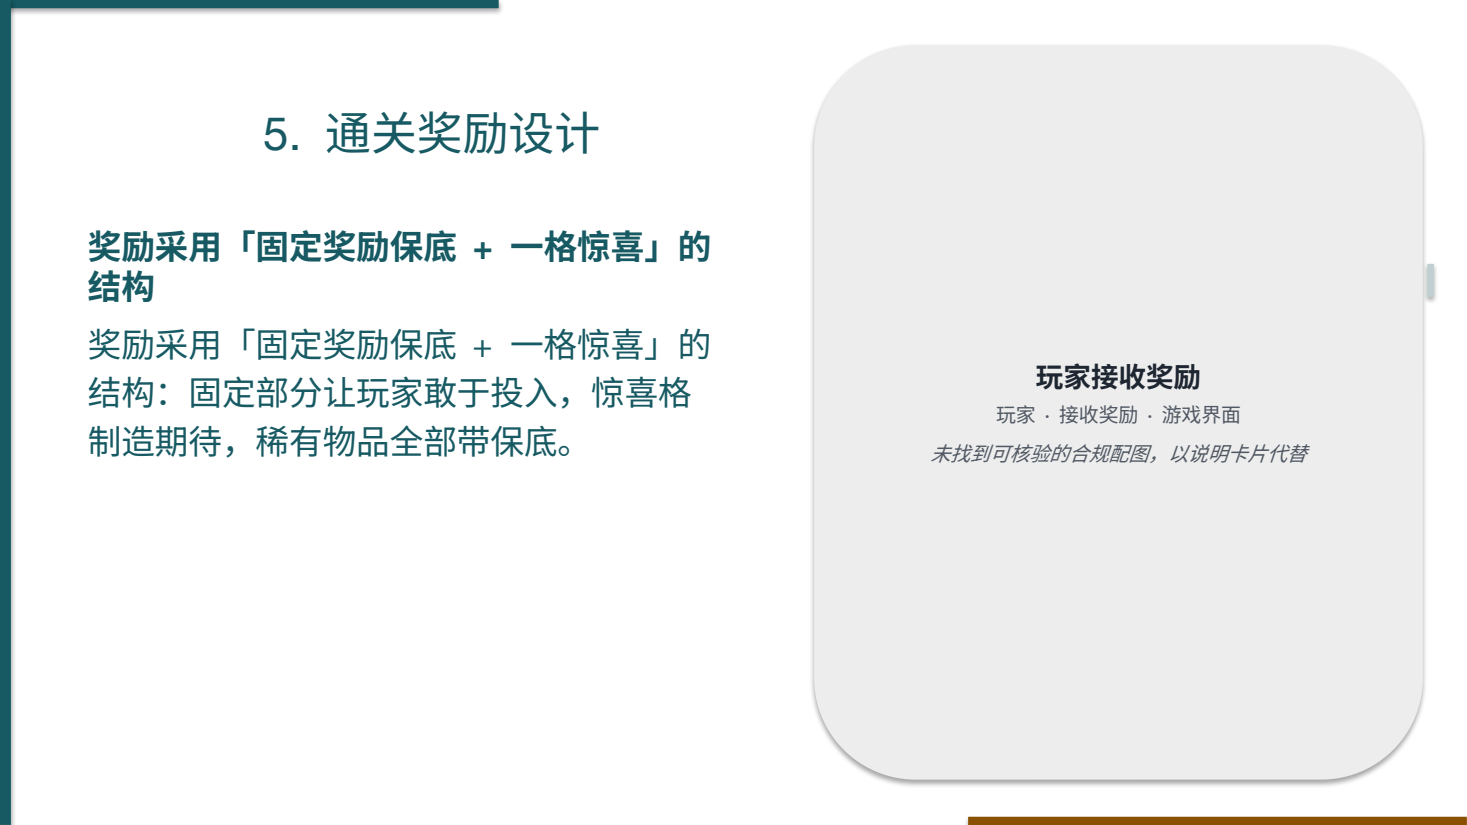 5. 通关奖励设计
奖励采用「固定奖励保底 + 一格惊喜」的
结构
奖励采用「固定奖励保底 + 一格惊喜」的
结构：固定部分让玩家敢于投入，惊喜格
制造期待，稀有物品全部带保底。
玩家接收奖励
玩家 · 接收奖励 · 游戏界面
未找到可核验的合规配图，以说明卡片代替